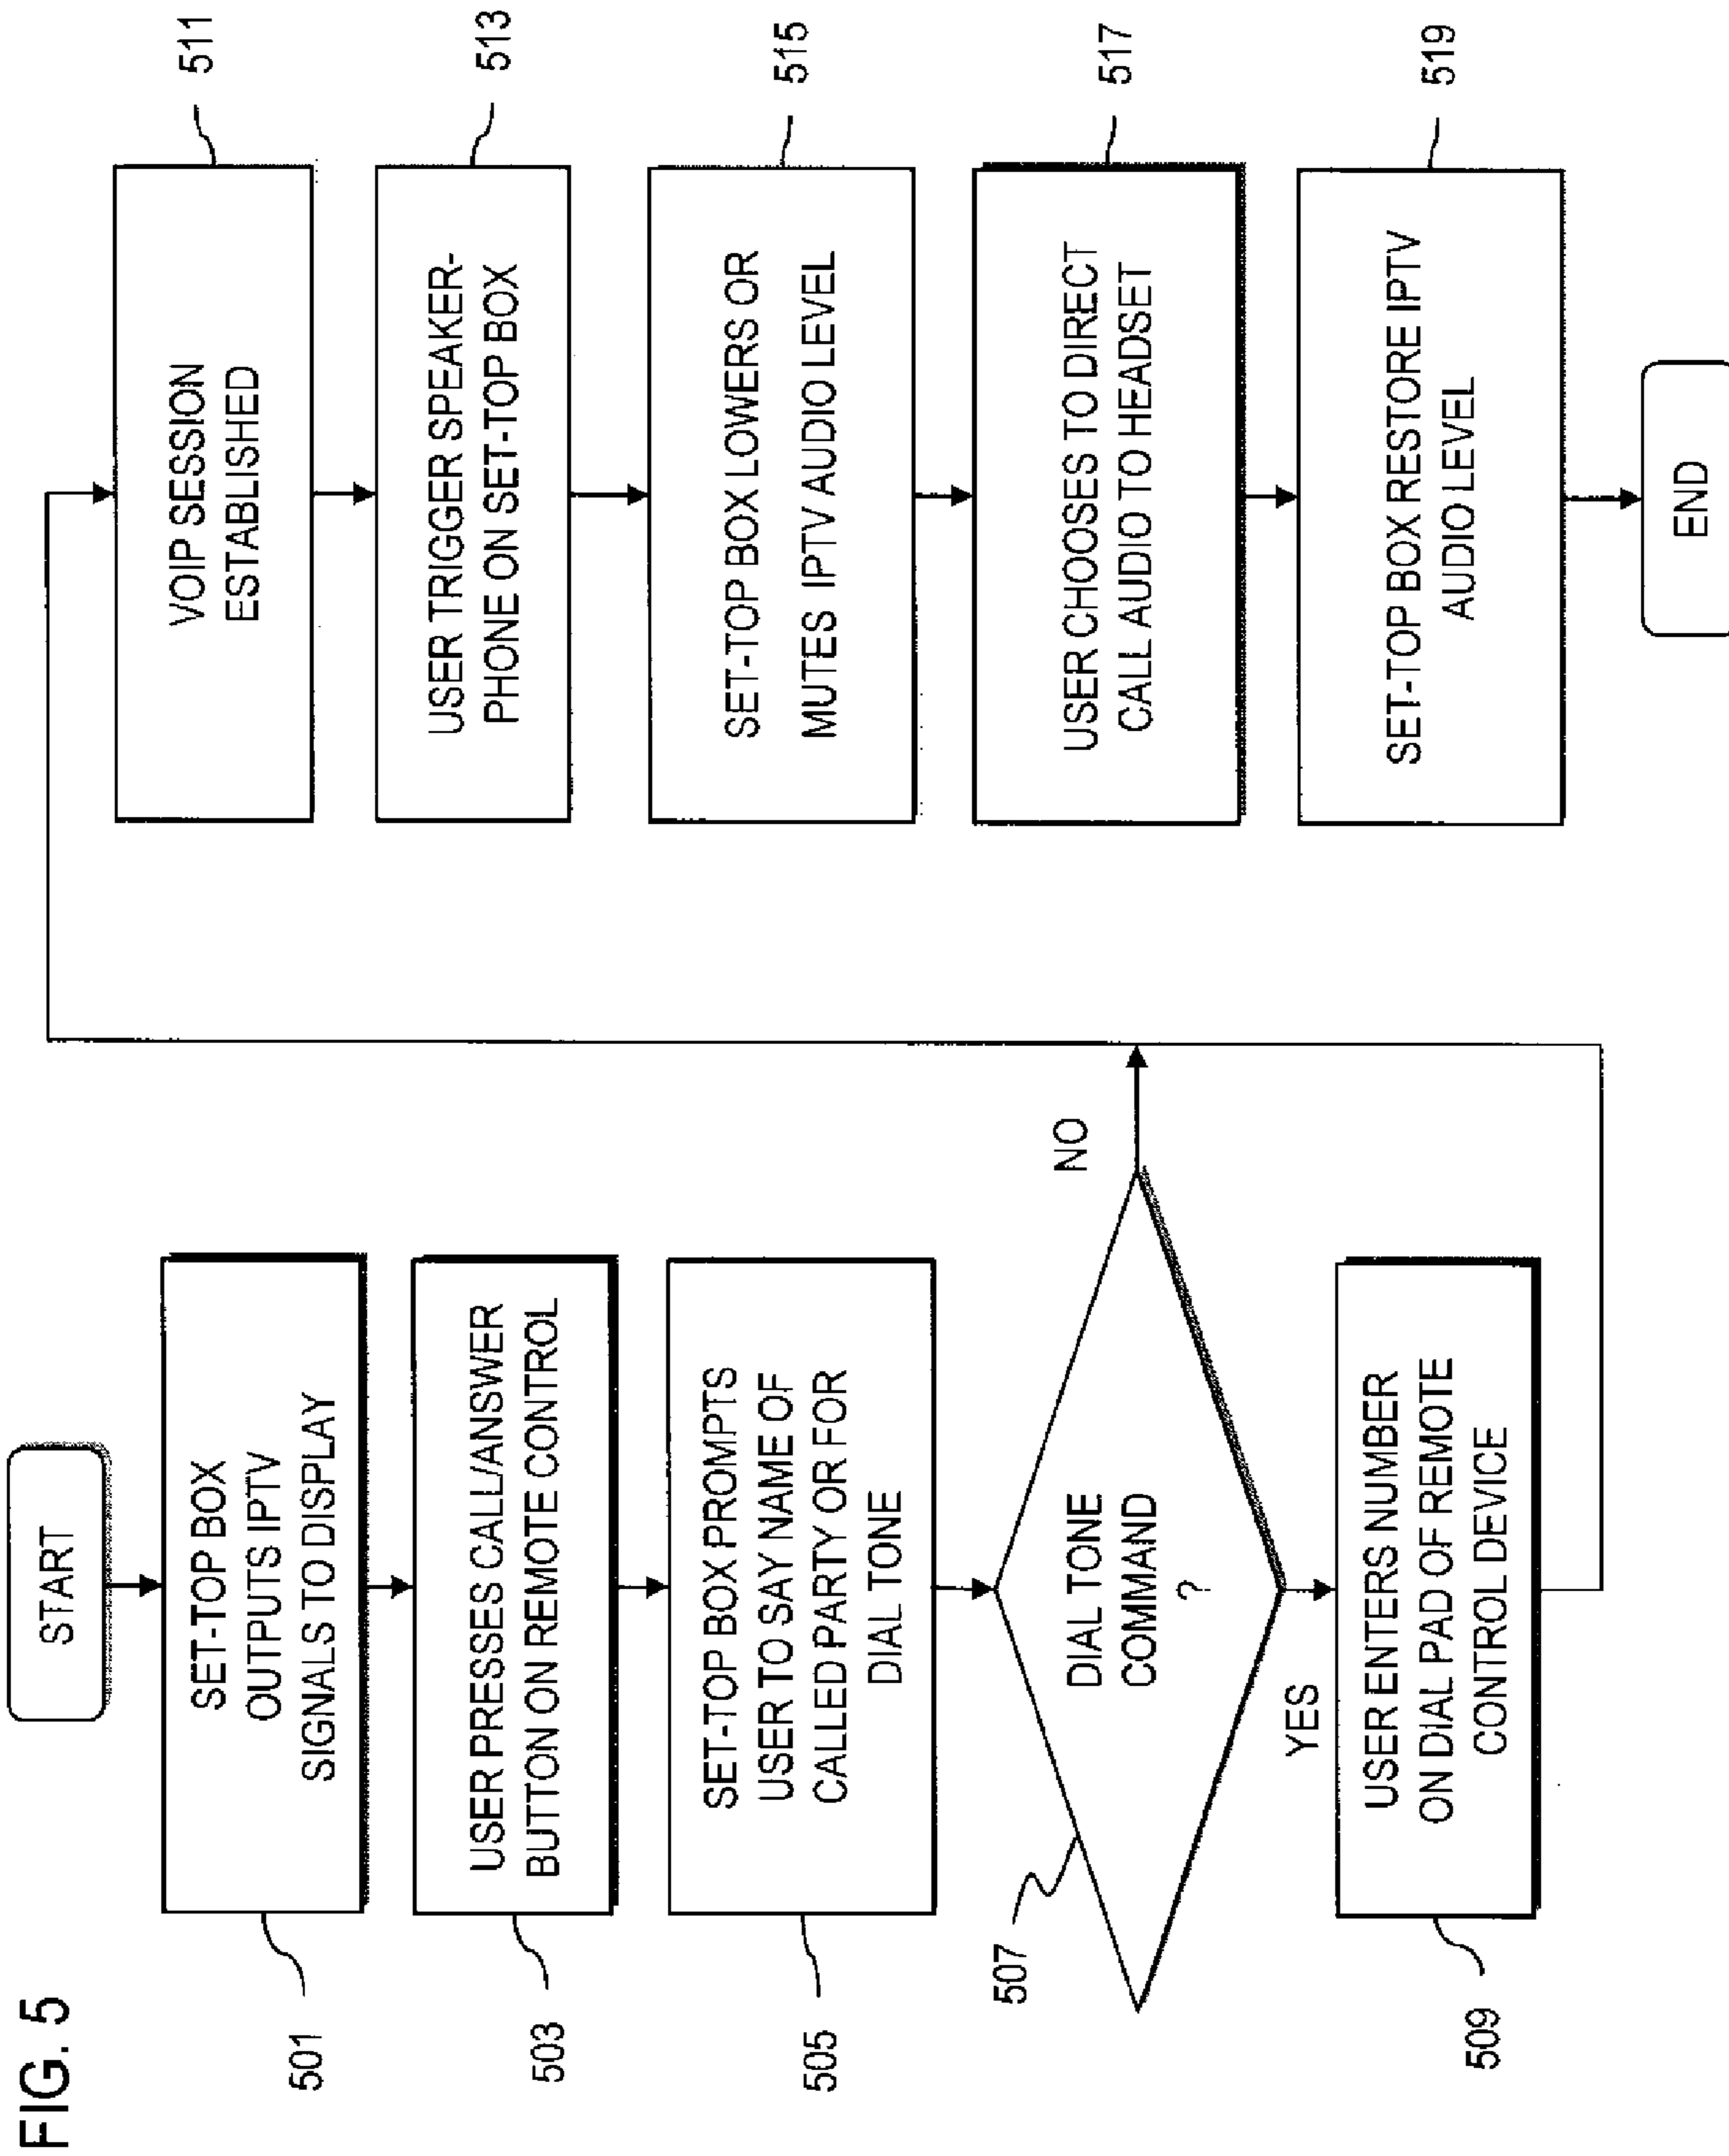 FIG. 5
START
SET-TOP BOX
OUTPUTS IPTV
SIGNALS TO DISPLAY
501
USER PRESSES CALL/ANSWER
BUTTON ON REMOTE CONTROL
503
SET-TOP BOX PROMPTS
USER TO SAY NAME OF
CALLED PARTY OR FOR
DIAL TONE
505
DIAL TONE
COMMAND
?
507
NO
YES
USER ENTERS NUMBER
ON DIAL PAD OF REMOTE
CONTROL DEVICE
509
VOIP SESSION
ESTABLISHED
511
USER TRIGGER SPEAKER-
PHONE ON SET-TOP BOX
513
SET-TOP BOX LOWERS OR
MUTES IPTV AUDIO LEVEL
515
USER CHOOSES TO DIRECT
CALL AUDIO TO HEADSET
517
SET-TOP BOX RESTORE IPTV
AUDIO LEVEL
519
END